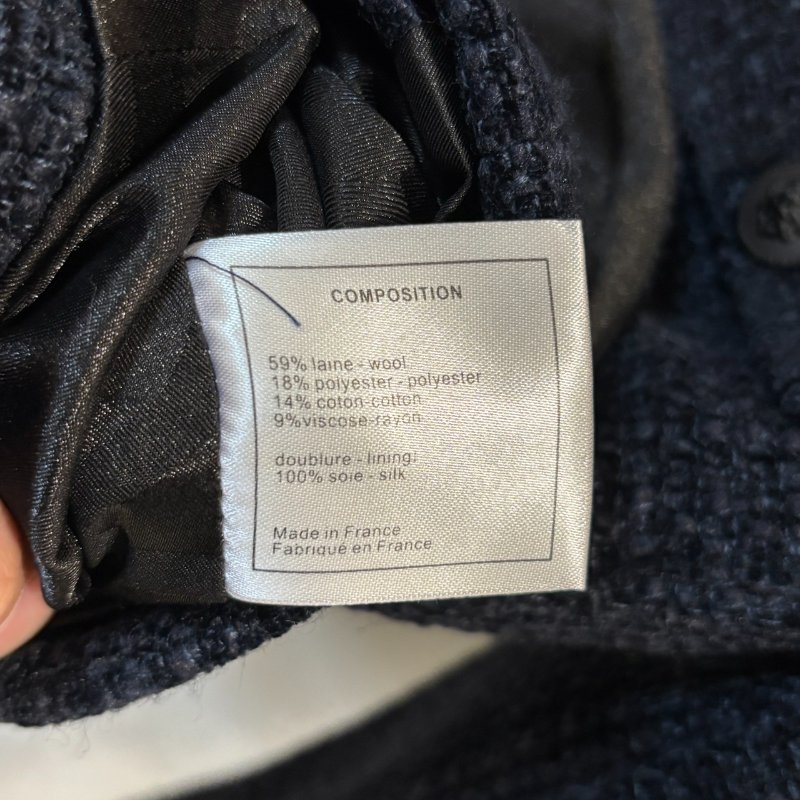 COMPOSITION
59% laine - wool
18% polyester - polyester
14% coton-cotton
9%viscose-rayon
doublure - lining:
100% soie - silk
Made in France
Fabriqué en France